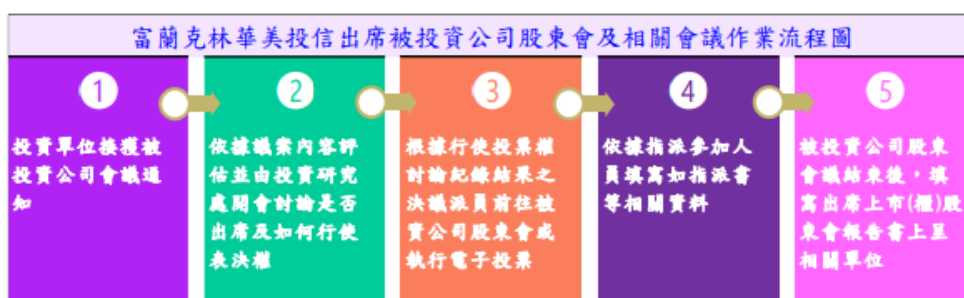 富蘭克林華美投信出席被投資公司股東會及相關會議作業流程圖
1
投資單位接獲被
投資公司會議通
知
2
依據議案內容評
估並由投資研究
處開會討論是否
出席及如何行使
表決權
3
根據行使投票權
討論紀錄結果之
決議派員前往被
資公司股東會或
執行電子投票
4
依據指派參加人
員填寫如指派書
等相關資料
5
被投資公司股東
會議結束後，填
寫出席上市(櫃)股
東會報告書上呈
相關單位